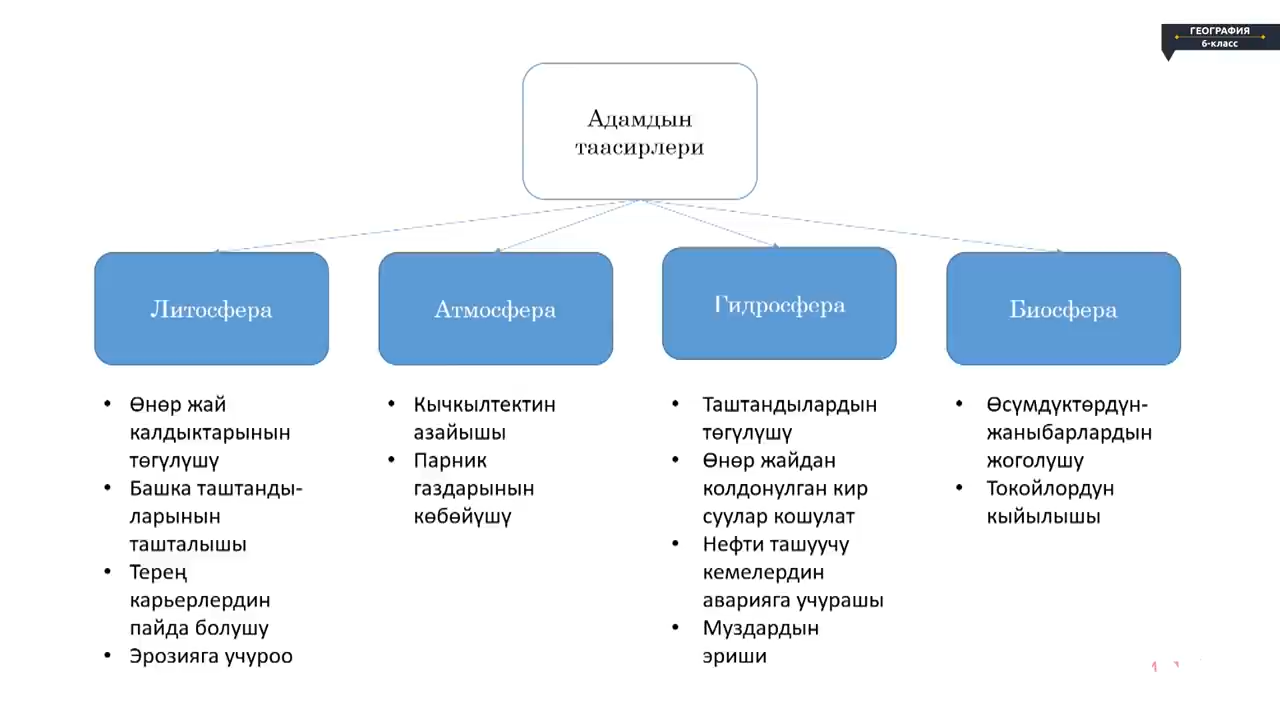 ГЕОГРАФИЯ
6-класс
Адамдын
таасирлери
Литосфера
Атмосфера
Гидросфера
Биосфера
• Өнөр жай
калдыктарынын
төгүлүшү
• Башка таштанды-
ларынын
ташталышы
• Терең
карьерлердин
пайда болушу
• Эрозияга учуроо
• Кычкылтектин
азайышы
• Парник
газдарынын
көбөйүшү
• Таштандылардын
төгүлүшү
• Өнөр жайдан
колдонулган кир
суулар кошулат
• Нефти ташуучу
кемелердин
аварияга учурашы
• Муздардын
эриши
• Өсүмдүктөрдүн-
жаныбарлардын
жоголушу
• Токойлордун
кыйылышы